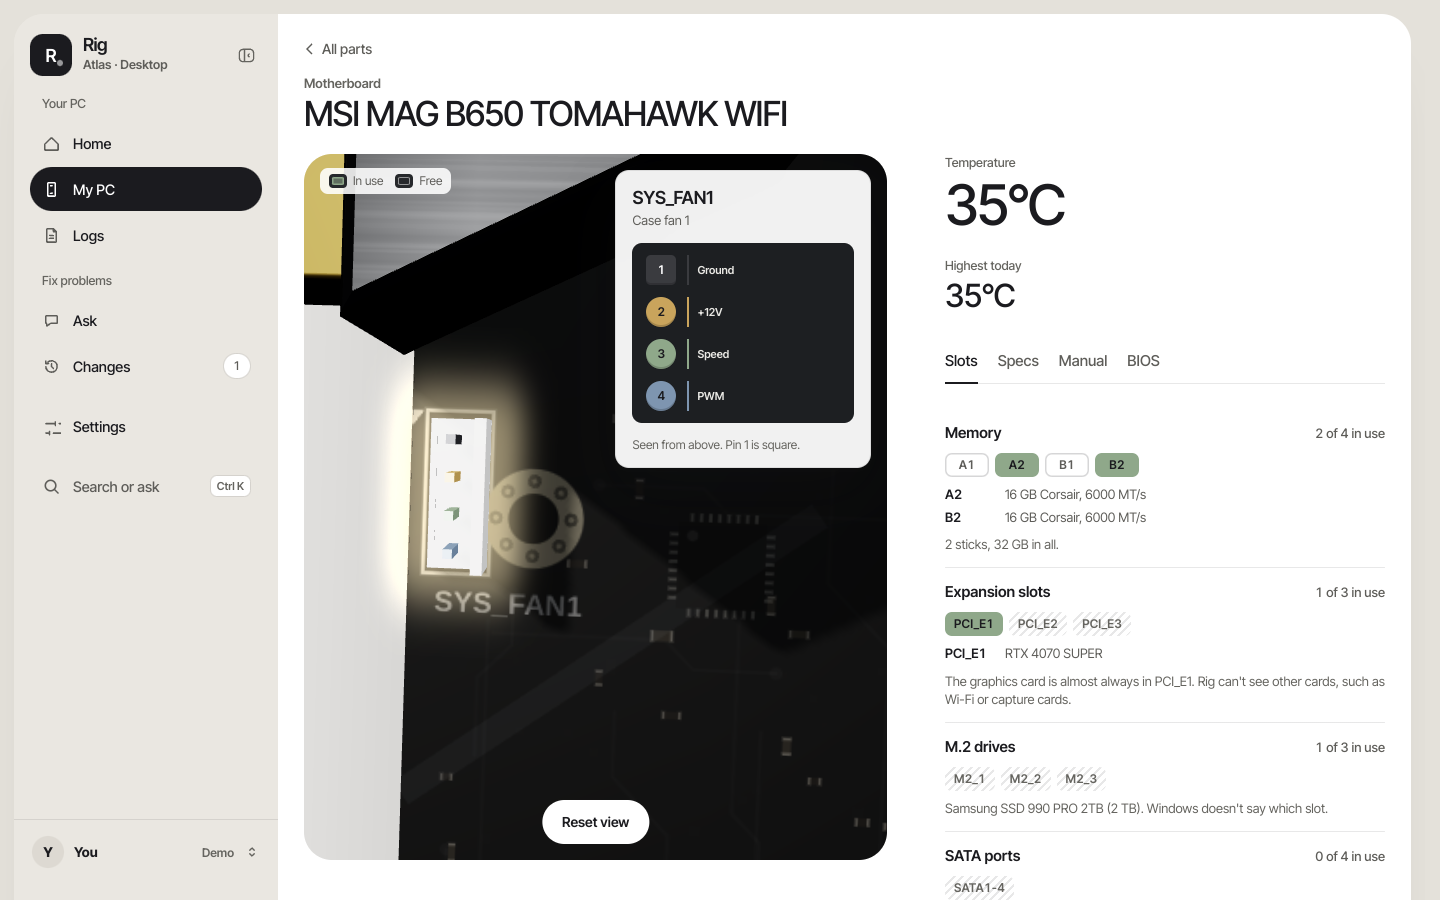 R
Rig
Atlas · Desktop
Your PC
Home
My PC
Logs
Fix problems
Ask
Changes
1
Settings
Search or ask
Ctrl K
Y
You
Demo
All parts
Motherboard
MSI MAG B650 TOMAHAWK WIFI
In use
Free
SYS_FAN1
Case fan 1
1
Ground
2
+12V
3
Speed
4
PWM
Seen from above. Pin 1 is square.
SYS_FAN1
Reset view
Temperature
35°C
Highest today
35°C
Slots
Specs
Manual
BIOS
Memory
2 of 4 in use
A1
A2
B1
B2
A2
16 GB Corsair, 6000 MT/s
B2
16 GB Corsair, 6000 MT/s
2 sticks, 32 GB in all.
Expansion slots
1 of 3 in use
PCI_E1
PCI_E2
PCI_E3
PCI_E1
RTX 4070 SUPER
The graphics card is almost always in PCI_E1. Rig can't see other cards, such as
Wi-Fi or capture cards.
M.2 drives
1 of 3 in use
M2_1
M2_2
M2_3
Samsung SSD 990 PRO 2TB (2 TB). Windows doesn't say which slot.
SATA ports
0 of 4 in use
SATA1-4